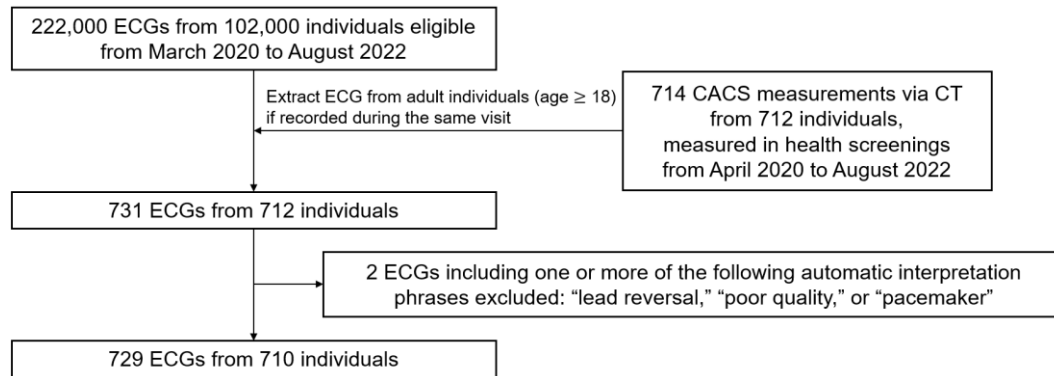 222,000 ECGs from 102,000 individuals eligible
from March 2020 to August 2022
Extract ECG from adult individuals (age ≥ 18)
if recorded during the same visit
714 CACS measurements via CT
from 712 individuals,
measured in health screenings
from April 2020 to August 2022
731 ECGs from 712 individuals
2 ECGs including one or more of the following automatic interpretation
phrases excluded: “lead reversal,” “poor quality,” or “pacemaker”
729 ECGs from 710 individuals